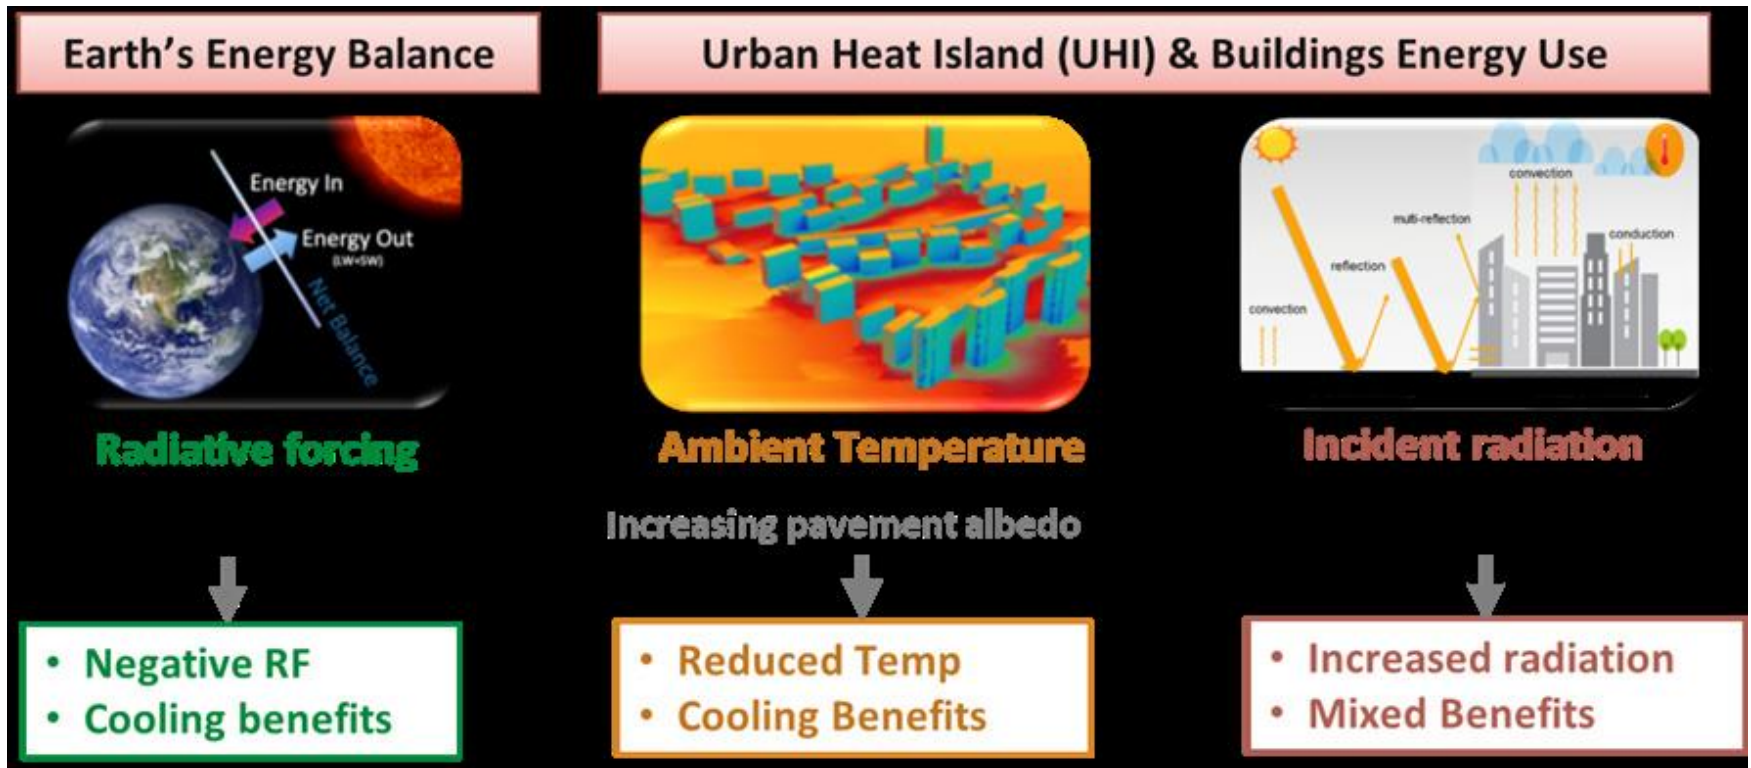 Earth's Energy Balance
Urban Heat Island (UHI) & Buildings Energy Use
Energy In
Energy Out
(LW+SW)
Net Balance
convection
multi-reflection
conduction
reflection
convection
Radiative forcing
Ambient Temperature
Incident radiation
Increasing pavement albedo
• Negative RF
• Cooling benefits
• Reduced Temp
• Cooling Benefits
• Increased radiation
• Mixed Benefits